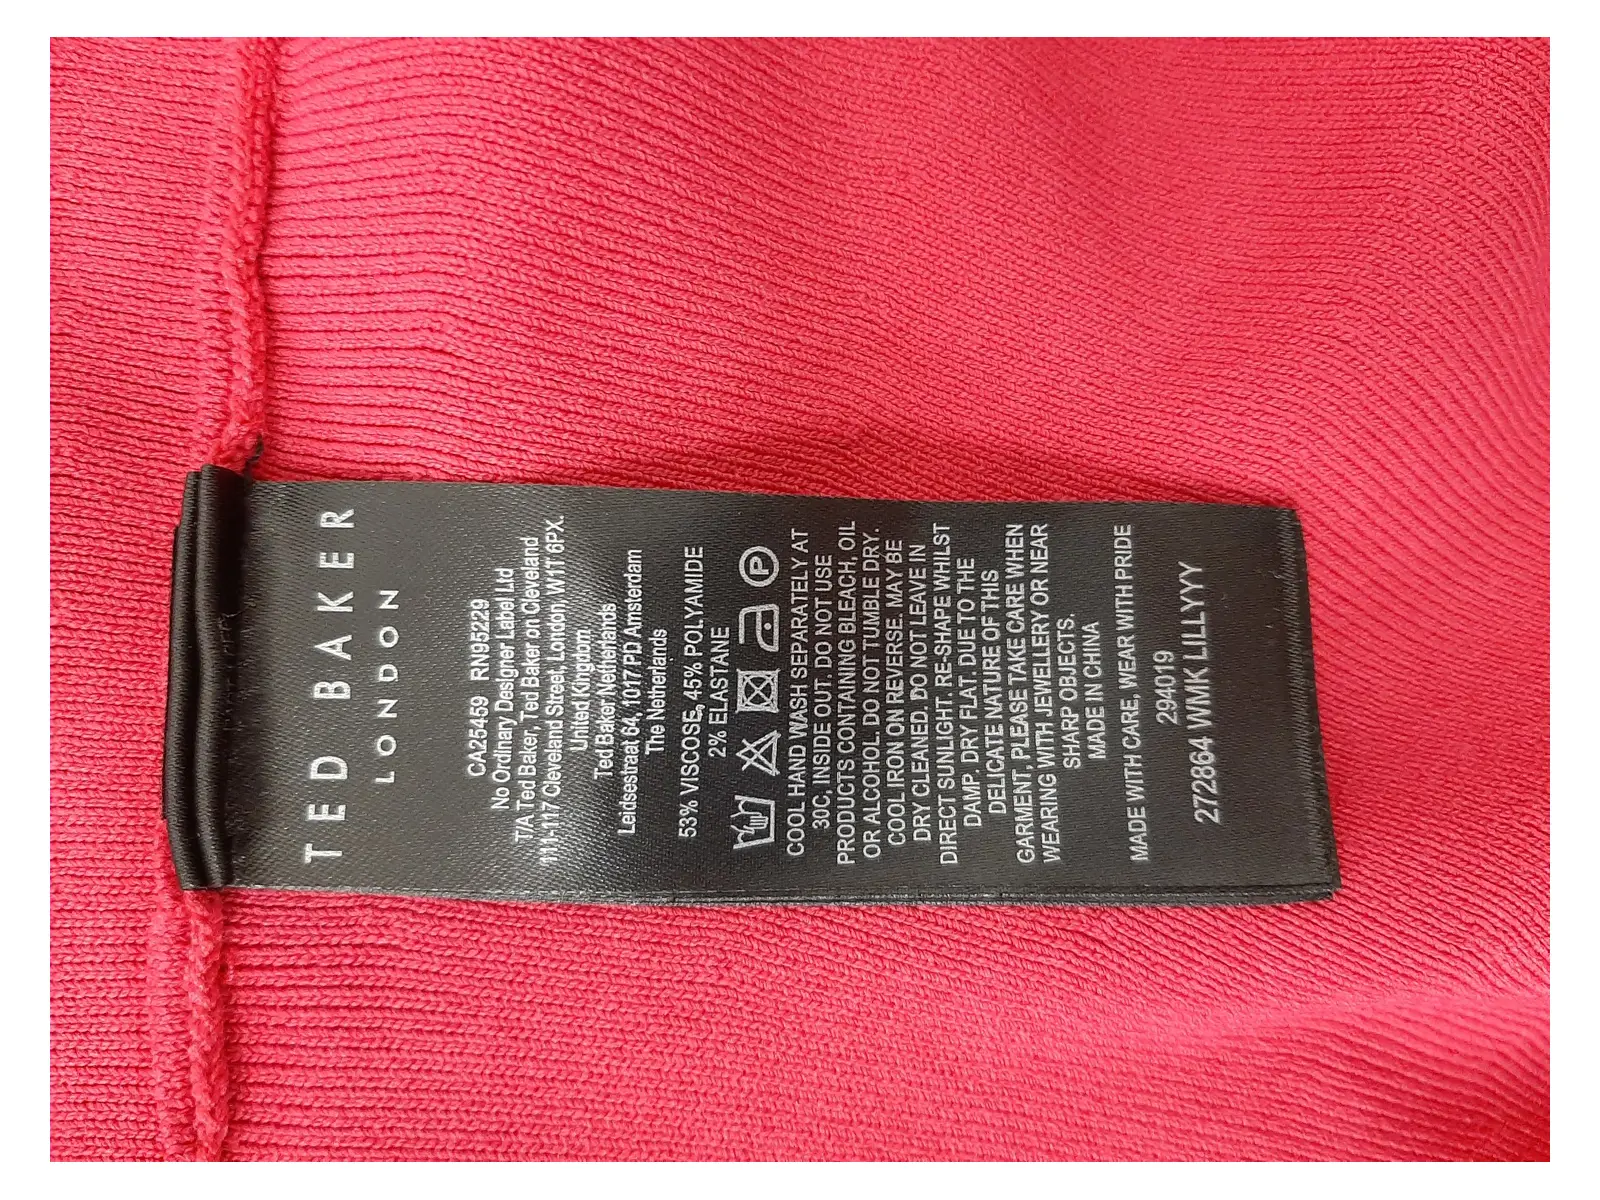 TED BAKER
LONDON
CA25459 RN95229
No Ordinary Designer Label Ltd
T/A Ted Baker, Ted Baker on Cleveland
111-117 Cleveland Street, London, W1T 6PX.
United Kingdom
Ted Baker Netherlands
Leidsestraat 64, 1017 PD Amsterdam
The Netherlands
53% VISCOSE, 45% POLYAMIDE
2% ELASTANE
P
COOL HAND WASH SEPARATELY AT
30C, INSIDE OUT. DO NOT USE
PRODUCTS CONTAINING BLEACH, OIL
OR ALCOHOL. DO NOT TUMBLE DRY.
COOL IRON ON REVERSE. MAY BE
DRY CLEANED. DO NOT LEAVE IN
DIRECT SUNLIGHT. RE-SHAPE WHILST
DAMP. DRY FLAT. DUE TO THE
DELICATE NATURE OF THIS
GARMENT, PLEASE TAKE CARE WHEN
WEARING WITH JEWELLERY OR NEAR
SHARP OBJECTS.
MADE IN CHINA
MADE WITH CARE, WEAR WITH PRIDE
294019
272864 WMK LILLYYY